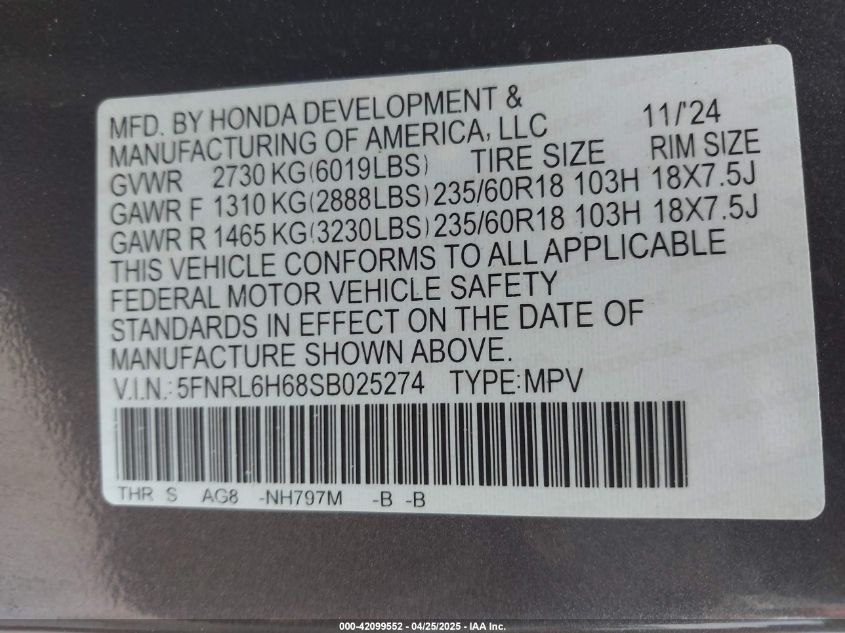 MFD. BY HONDA DEVELOPMENT & 11/'24
MANUFACTURING OF AMERICA, LLC
GVWR 2730 KG(6019LBS) TIRE SIZE RIM SIZE
GAWR F 1310 KG(2888LBS) 235/60R18 103H 18X7.5J
GAWR R 1465 KG(3230LBS) 235/60R18 103H 18X7.5J
THIS VEHICLE CONFORMS TO ALL APPLICABLE
FEDERAL MOTOR VEHICLE SAFETY
STANDARDS IN EFFECT ON THE DATE OF
MANUFACTURE SHOWN ABOVE.
V.I.N.: 5FNRL6H68SB025274 TYPE:MPV
THR S AG8 -NH797M -B -B
000-42099552 - 04/25/2025 - IAA Inc.